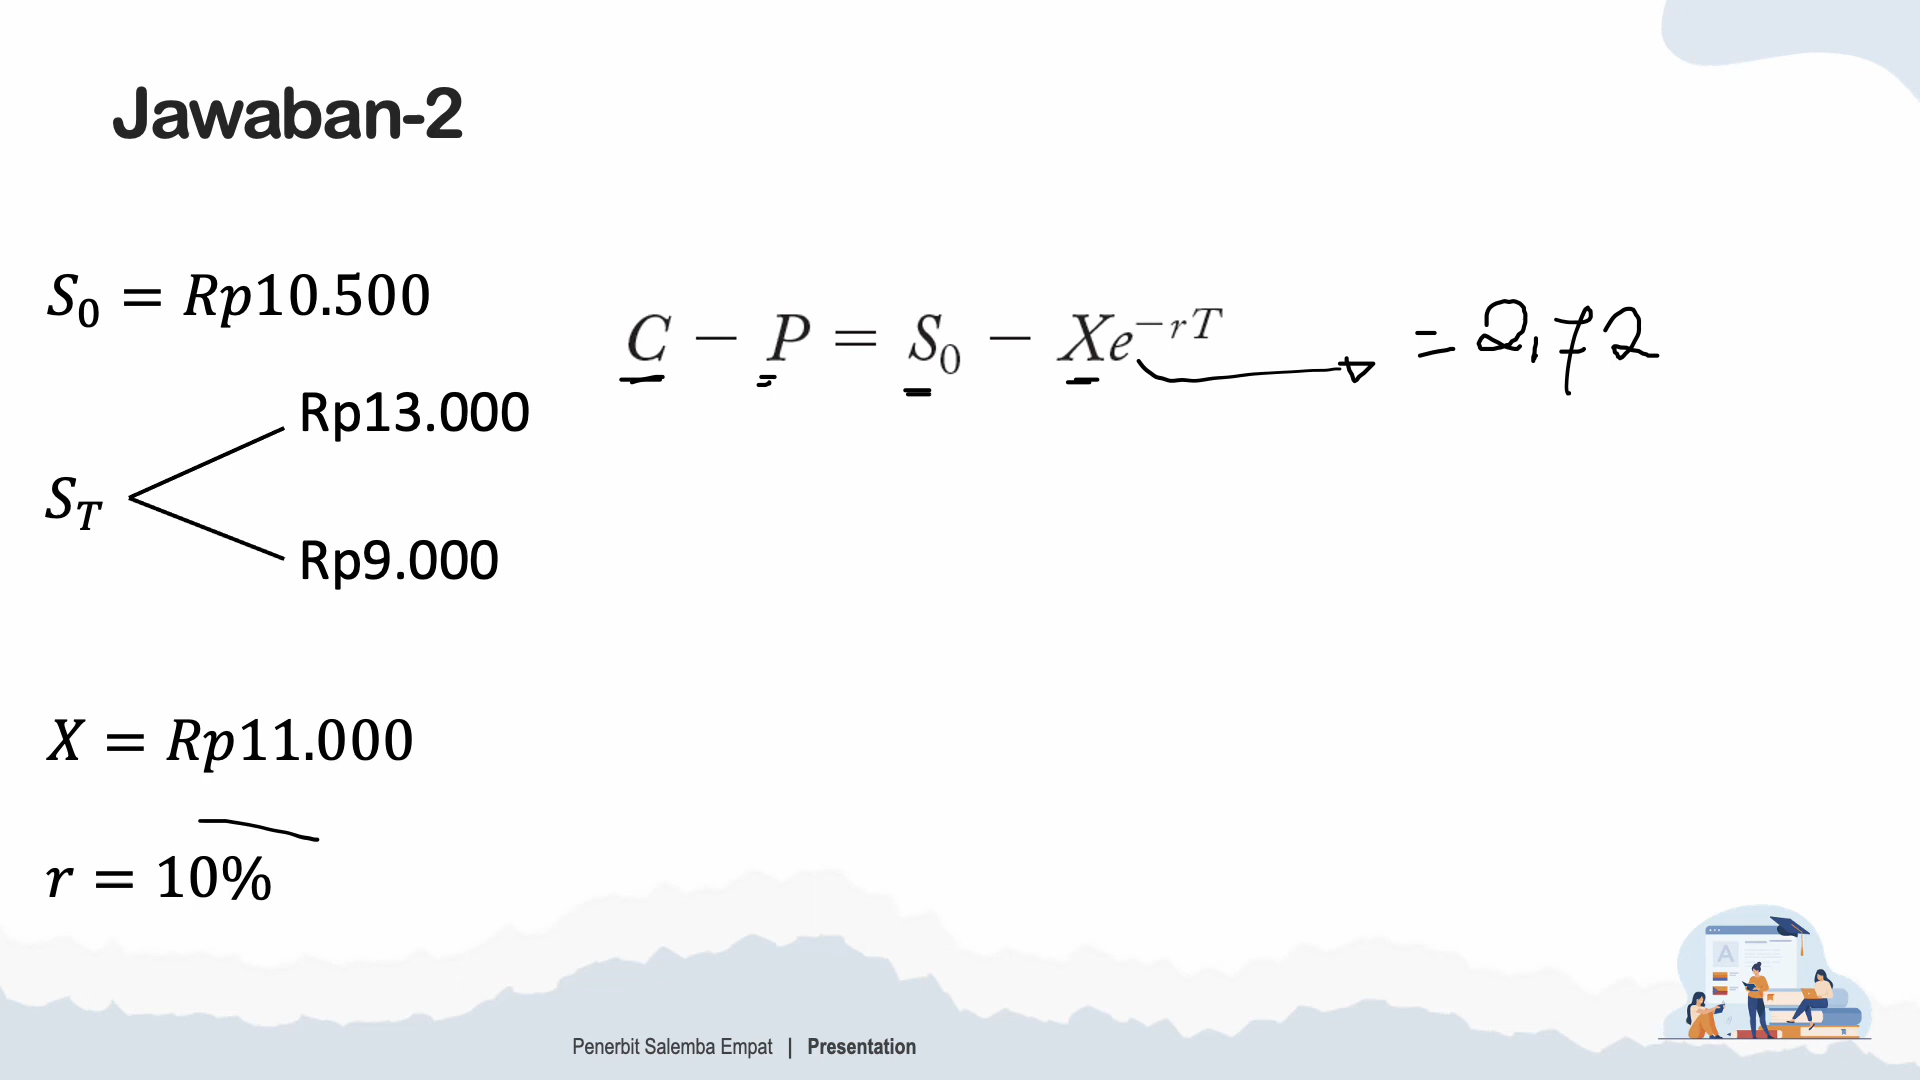 Jawaban-2
S₀ = Rp10.500
C − P = S₀ − Xe^{−rT}
= 2,72
Rp13.000
S_T
Rp9.000
X = Rp11.000
r = 10%
A
Penerbit Salemba Empat | Presentation